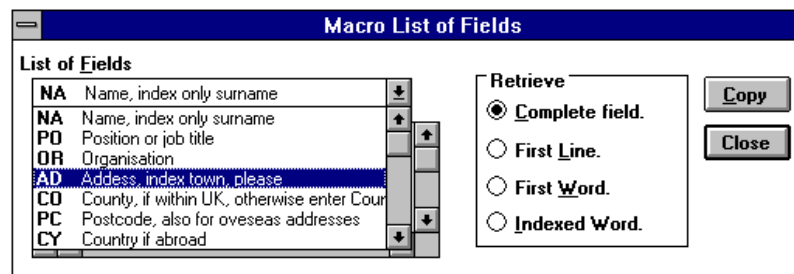 Macro List of Fields
List of Fields
NA Name, index only surname
NA Name, index only surname
PO Position or job title
OR Organisation
AD Addess, index town, please
CO County, if within UK, otherwise enter Cour
PC Postcode, also for oveseas addresses
CY Country if abroad
Retrieve
Complete field.
First Line.
First Word.
Indexed Word.
Copy
Close